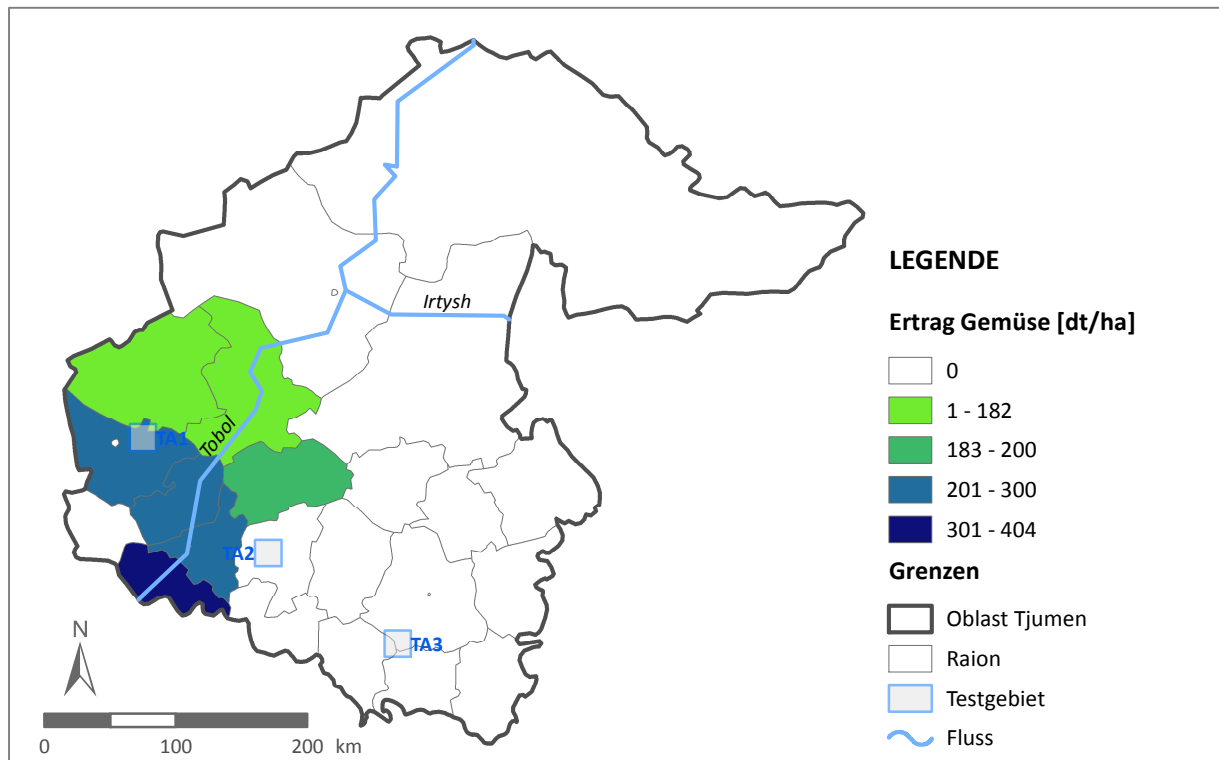 Irtysh
Tobol
TA1
TA2
TA3
N
0 100 200 km
LEGENDE
Ertrag Gemüse [dt/ha]
0
1 - 182
183 - 200
201 - 300
301 - 404
Grenzen
Oblast Tjumen
Raion
Testgebiet
Fluss